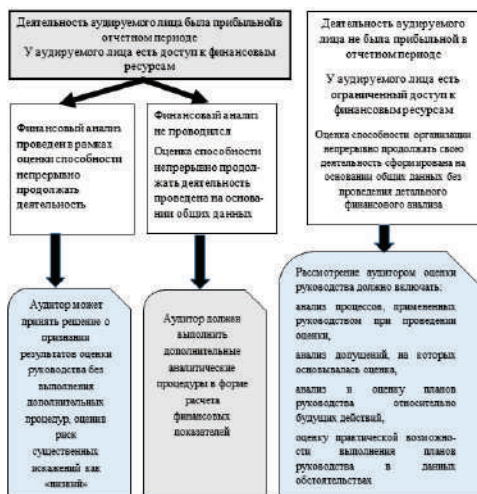 Деятельность аудируемого лица была прибыльной в
отчетном периоде
У аудируемого лица есть доступ к финансовым
ресурсам
Деятельность аудируемого
лица не была прибыльной в
отчетном периоде
У аудируемого лица есть
ограниченный доступ к
финансовым ресурсам
Оценка способности организации
непрерывно продолжать свою
деятельность сформирована на
основании общих данных без
проведения детального
финансового анализа
Финансовый анализ
проведен в рамках
оценки способности
непрерывно
продолжать
деятельность
Финансовый анализ
не проводился
Оценка способности
непрерывно продол-
жать деятельность
проведена на основа-
нии общих данных
Аудитор может
принять решение о
признании
результатов оценки
руководства без
выполнения
дополнительных
процедур, оценив
риск
существенных
искажений как
«низкий»
Аудитор должен
выполнить
дополнительные
аналитические
процедуры в форме
расчета
финансовых
показателей
Рассмотрение аудитором оценки
руководства должно включать:
анализ процессов, примененных
руководством при проведении
оценки,
анализ допущений, на которых
основывалась оценка,
анализ и оценку планов
руководства относительно
будущих действий,
оценку практической возможно-
сти выполнения планов
руководства в данных
обстоятельствах